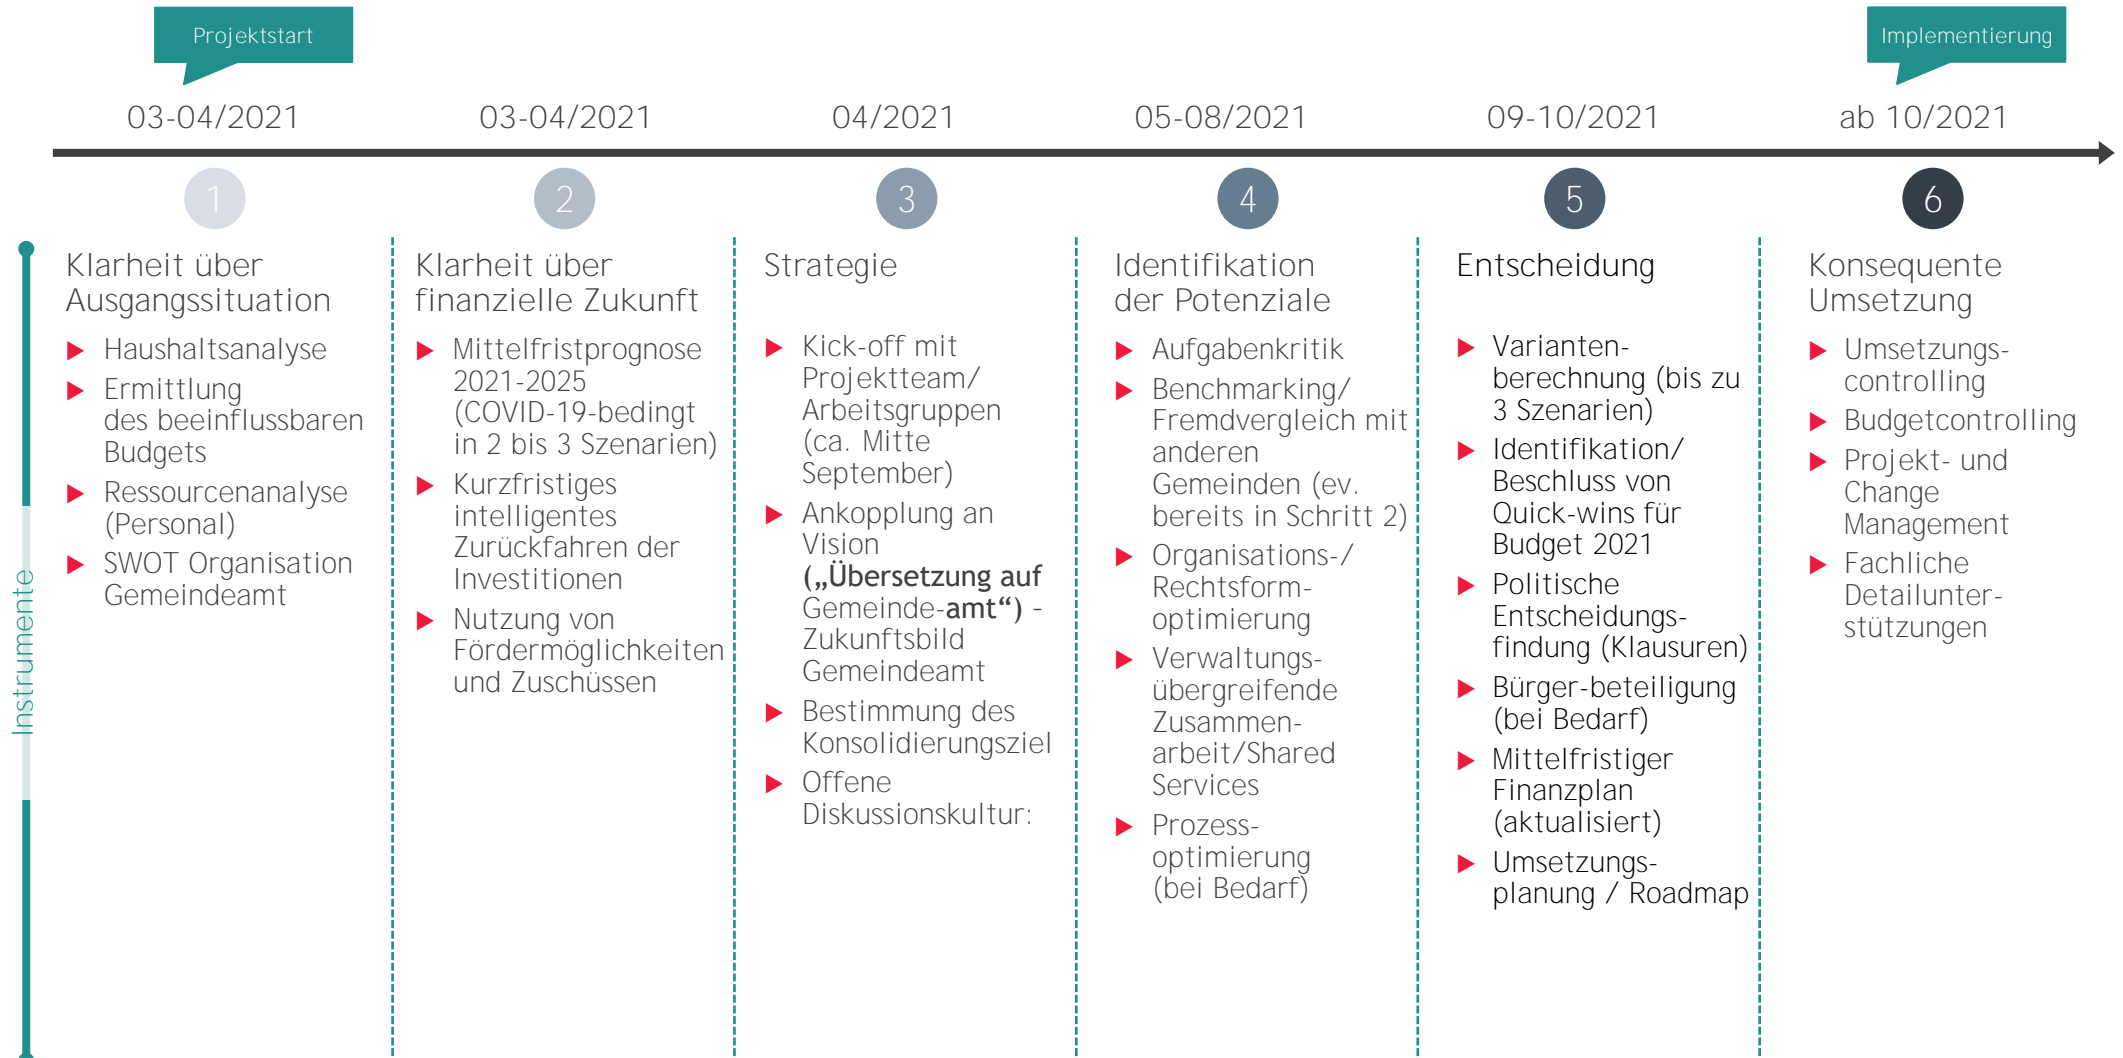 Projektstart
Implementierung
03-04/2021
03-04/2021
04/2021
05-08/2021
09-10/2021
ab 10/2021
1
2
3
4
5
6
Instrumente
Klarheit über
Ausgangssituation
Haushaltsanalyse
Ermittlung
des beeinflussbaren
Budgets
Ressourcenanalyse
(Personal)
SWOT Organisation
Gemeindeamt
Klarheit über
finanzielle Zukunft
Mittelfristprognose
2021-2025
(COVID-19-bedingt
in 2 bis 3 Szenarien)
Kurzfristiges
intelligentes
Zurückfahren der
Investitionen
Nutzung von
Fördermöglichkeiten
und Zuschüssen
Strategie
Kick-off mit
Projektteam/
Arbeitsgruppen
(ca. Mitte
September)
Ankopplung an
Vision
(„Übersetzung auf
Gemeinde-amt“) -
Zukunftsbild
Gemeindeamt
Bestimmung des
Konsolidierungsziel
Offene
Diskussionskultur:
Identifikation
der Potenziale
Aufgabenkritik
Benchmarking/
Fremdvergleich mit
anderen
Gemeinden (ev.
bereits in Schritt 2)
Organisations-/
Rechtsform-
optimierung
Verwaltungs-
übergreifende
Zusammen-
arbeit/Shared
Services
Prozess-
optimierung
(bei Bedarf)
Entscheidung
Varianten-
berechnung (bis zu
3 Szenarien)
Identifikation/
Beschluss von
Quick-wins für
Budget 2021
Politische
Entscheidungs-
findung (Klausuren)
Bürger-beteiligung
(bei Bedarf)
Mittelfristiger
Finanzplan
(aktualisiert)
Umsetzungs-
planung / Roadmap
Konsequente
Umsetzung
Umsetzungs-
controlling
Budgetcontrolling
Projekt- und
Change
Management
Fachliche
Detailunter-
stützungen